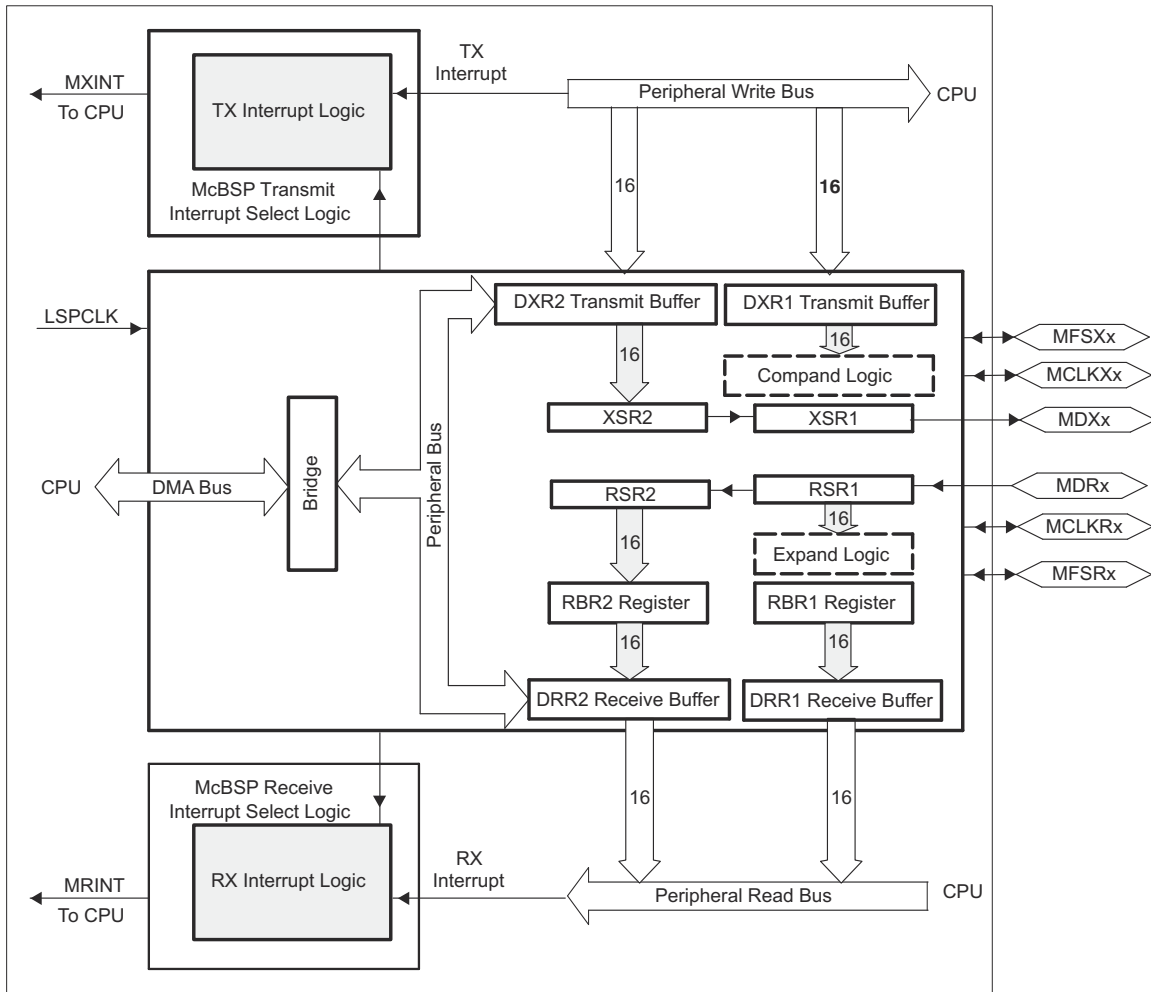 TX
Interrupt
MXINT
To CPU
TX Interrupt Logic
Peripheral Write Bus
CPU
McBSP Transmit
Interrupt Select Logic
16
16
LSPCLK
DXR2 Transmit Buffer
DXR1 Transmit Buffer
16
16
Compand Logic
MFSXx
MCLKXx
XSR2
XSR1
MDXx
CPU
DMA Bus
Bridge
Peripheral Bus
RSR2
RSR1
MDRx
16
16
MCLKRx
Expand Logic
MFSRx
RBR2 Register
RBR1 Register
16
16
DRR2 Receive Buffer
DRR1 Receive Buffer
McBSP Receive
Interrupt Select Logic
16
16
RX
Interrupt
MRINT
To CPU
RX Interrupt Logic
Peripheral Read Bus
CPU